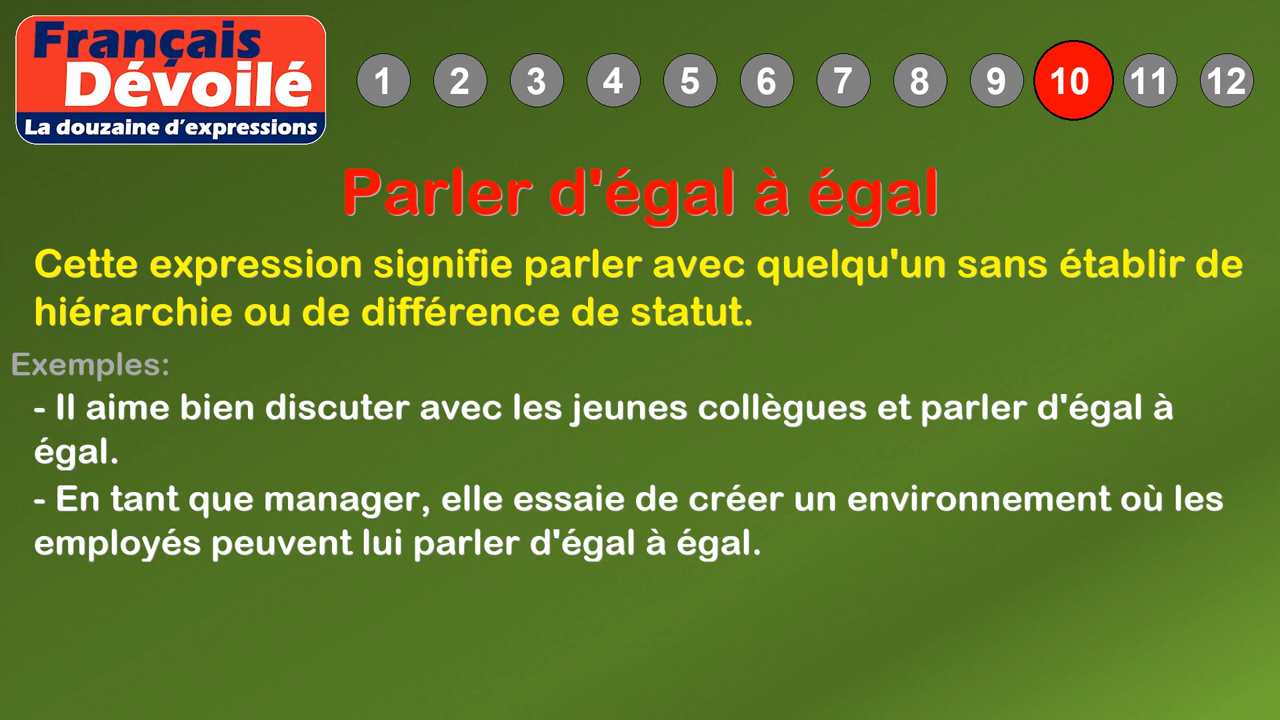 Français
Dévoilé
La douzaine d'expressions
1 2 3 4 5 6 7 8 9 10 11 12
Parler d'égal à égal
Cette expression signifie parler avec quelqu'un sans établir de
hiérarchie ou de différence de statut.
Exemples:
- Il aime bien discuter avec les jeunes collègues et parler d'égal à
égal.
- En tant que manager, elle essaie de créer un environnement où les
employés peuvent lui parler d'égal à égal.